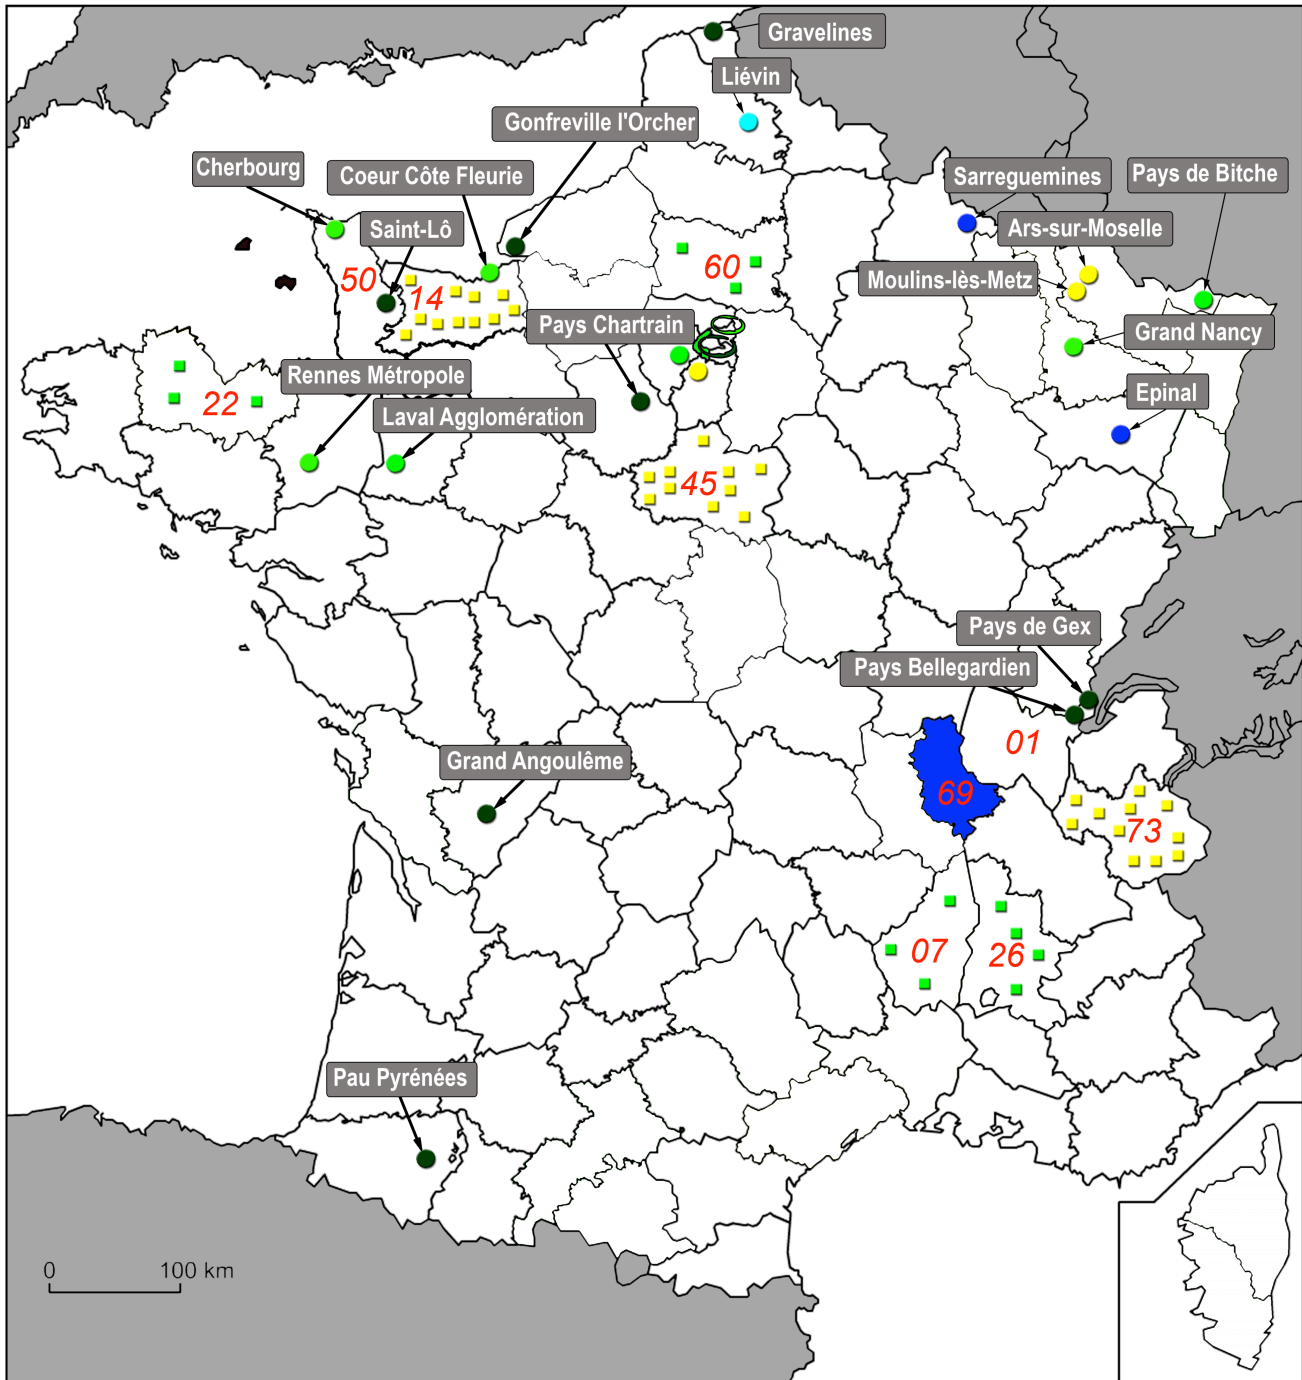 Gravelines
Liévin
Gonfreville l'Orcher
Cherbourg
Coeur Côte Fleurie
Sarreguemines
Pays de Bitche
Saint-Lô
Ars-sur-Moselle
50
14
60
Moulins-lès-Metz
Pays Chartrain
Grand Nancy
Rennes Métropole
22
Laval Agglomération
Epinal
45
Pays de Gex
Pays Bellegardien
01
Grand Angoulême
69
73
07
26
Pau Pyrénées
0 100 km